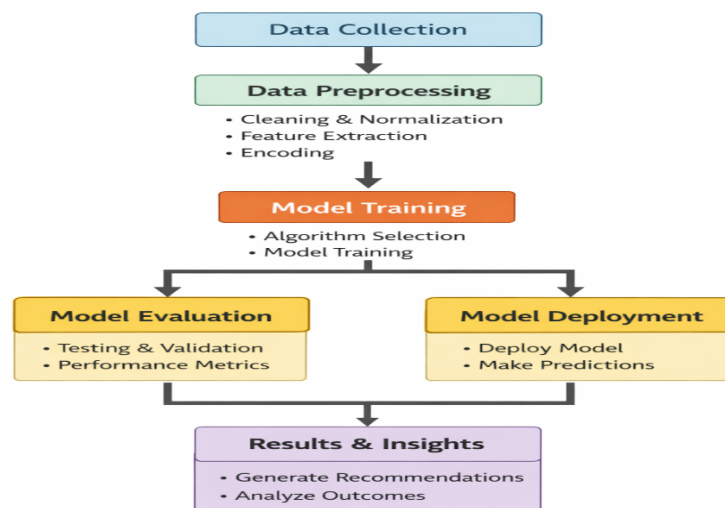 Data Collection
Data Preprocessing
• Cleaning & Normalization
• Feature Extraction
• Encoding
Model Training
• Algorithm Selection
• Model Training
Model Evaluation
• Testing & Validation
• Performance Metrics
Model Deployment
• Deploy Model
• Make Predictions
Results & Insights
• Generate Recommendations
• Analyze Outcomes